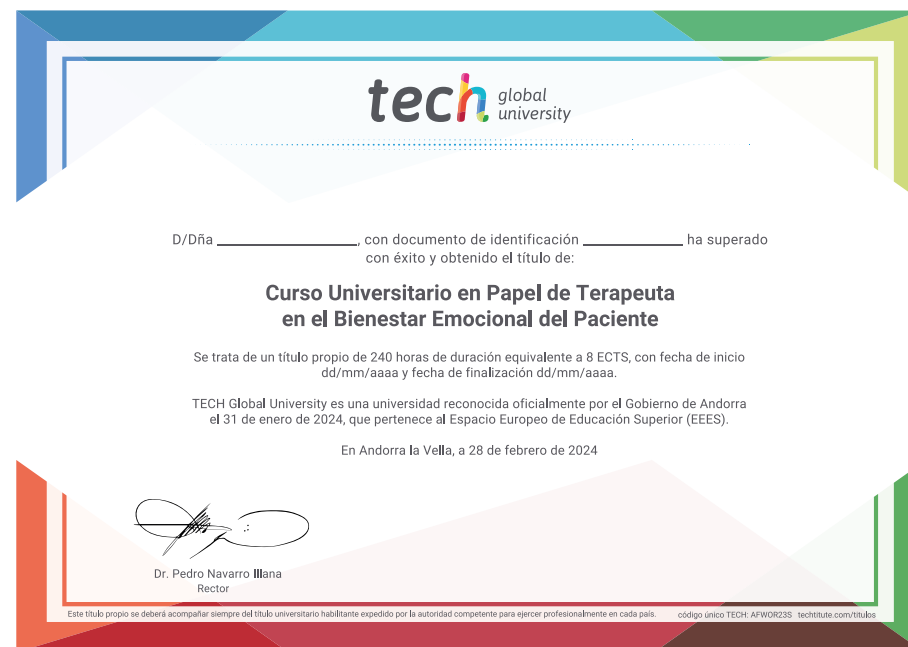 tech global
university
D/Dña ____________________, con documento de identificación ______________ ha superado
con éxito y obtenido el título de:
Curso Universitario en Papel de Terapeuta
en el Bienestar Emocional del Paciente
Se trata de un título propio de 240 horas de duración equivalente a 8 ECTS, con fecha de inicio
dd/mm/aaaa y fecha de finalización dd/mm/aaaa.
TECH Global University es una universidad reconocida oficialmente por el Gobierno de Andorra
el 31 de enero de 2024, que pertenece al Espacio Europeo de Educación Superior (EEES).
En Andorra la Vella, a 28 de febrero de 2024
Dr. Pedro Navarro Illana
Rector
Este título propio se deberá acompañar siempre del título universitario habilitante expedido por la autoridad competente para ejercer profesionalmente en cada país. código único TECH: AFWOR23S techtitute.com/titulos